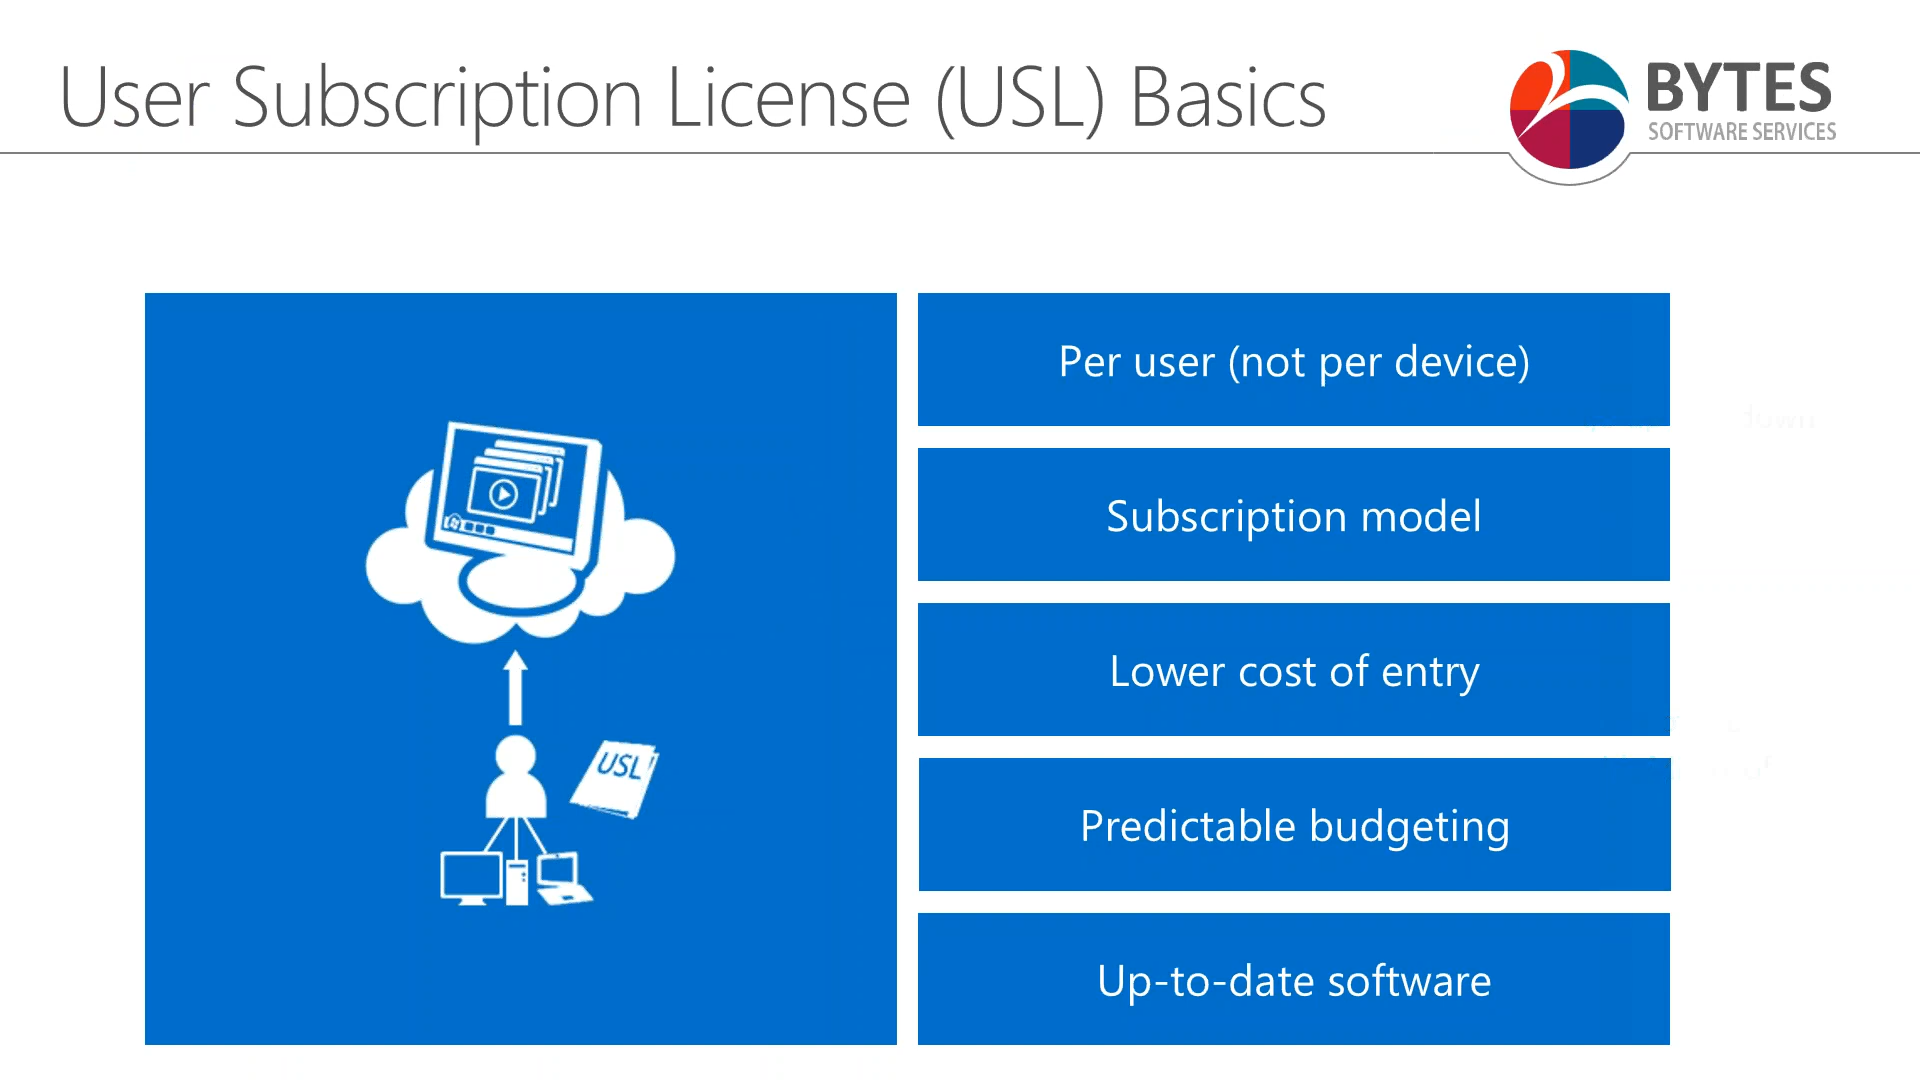 User Subscription License (USL) Basics
BYTES
SOFTWARE SERVICES
Per user (not per device)
Subscription model
Lower cost of entry
Predictable budgeting
Up-to-date software
USL